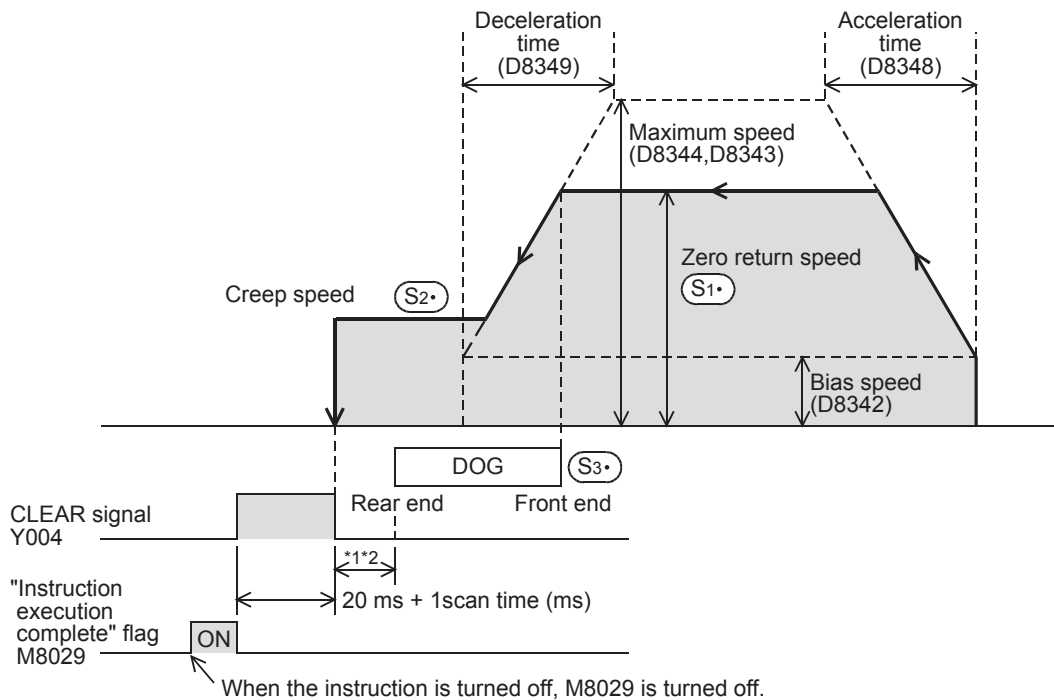 Deceleration
time
(D8349)
Acceleration
time
(D8348)
Maximum speed
(D8344,D8343)
Zero return speed
S1•
Creep speed
S2•
Bias speed
(D8342)
DOG
S3•
Rear end
Front end
CLEAR signal
Y004
*1*2
20 ms + 1scan time (ms)
"Instruction
execution
complete" flag
M8029
ON
When the instruction is turned off, M8029 is turned off.